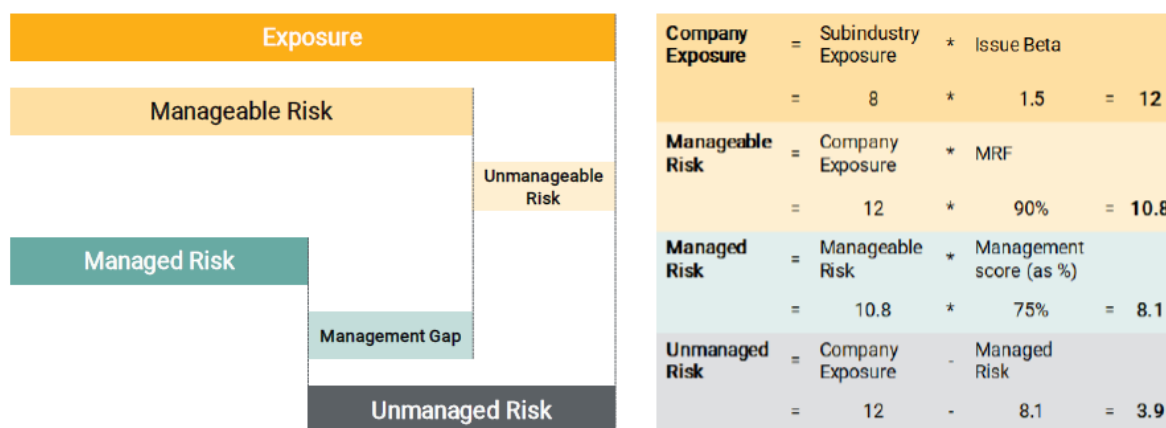 Exposure
Manageable Risk
Unmanageable
Risk
Managed Risk
Management Gap
Unmanaged Risk
Company Exposure = Subindustry Exposure * Issue Beta
= 8 * 1.5 = 12
Manageable Risk = Company Exposure * MRF
= 12 * 90% = 10.8
Managed Risk = Manageable Risk * Management score (as %)
= 10.8 * 75% = 8.1
Unmanaged Risk = Company Exposure - Managed Risk
= 12 - 8.1 = 3.9